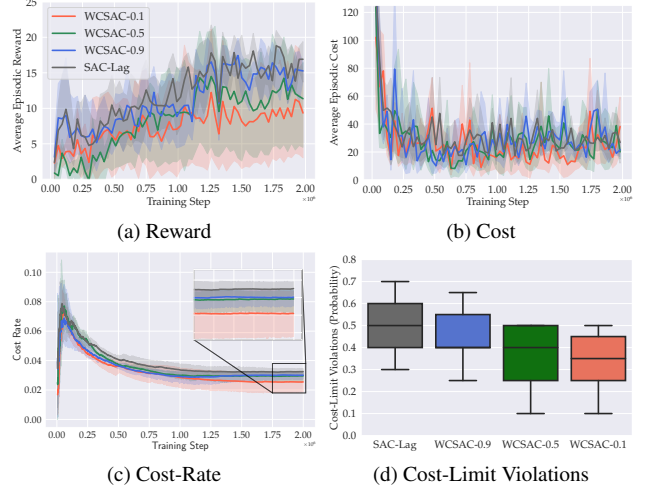 WCSAC-0.1
WCSAC-0.5
WCSAC-0.9
SAC-Lag
Average Episodic Reward
25
20
15
10
5
0
0.00 0.25 0.50 0.75 1.00 1.25 1.50 1.75 2.00
Training Step
×10⁶
(a) Reward
Average Episodic Cost
120
100
80
60
40
20
0
0.00 0.25 0.50 0.75 1.00 1.25 1.50 1.75 2.00
Training Step
×10⁶
(b) Cost
Cost Rate
0.10
0.08
0.06
0.04
0.02
0.00
0.00 0.25 0.50 0.75 1.00 1.25 1.50 1.75 2.00
Training Step
×10⁶
(c) Cost-Rate
Cost-Limit Violations (Probability)
0.8
0.7
0.6
0.5
0.4
0.3
0.2
0.1
0.0
SAC-Lag WCSAC-0.9 WCSAC-0.5 WCSAC-0.1
(d) Cost-Limit Violations